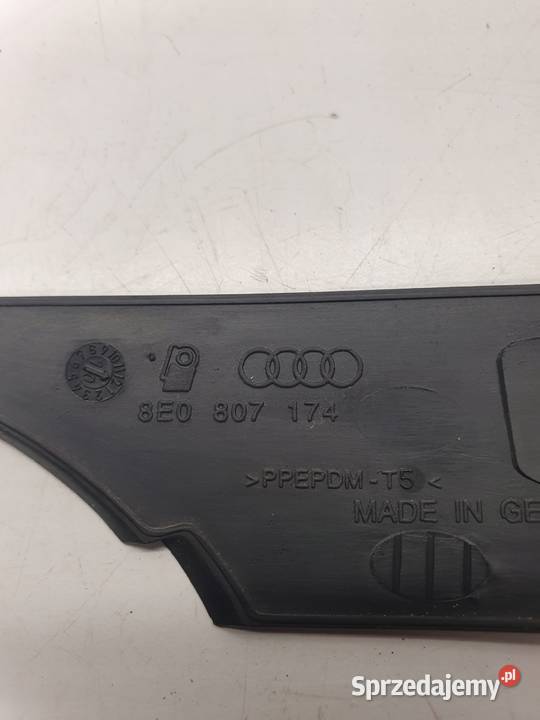 8E0 807 174
>PPEPDM-T5<
MADE IN GE
Sprzedajemy.pl